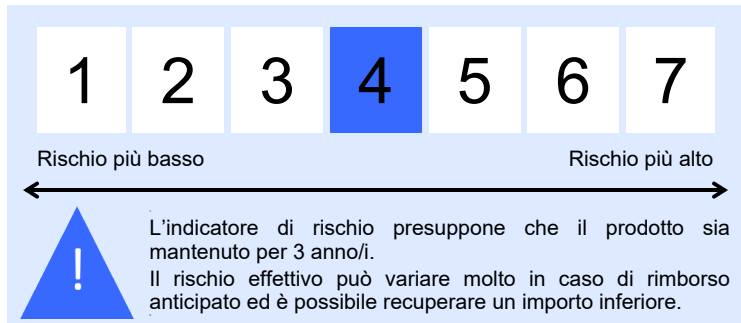 1 2 3 4 5 6 7
Rischio più basso Rischio più alto
!
L'indicatore di rischio presuppone che il prodotto sia
mantenuto per 3 anno/i.
Il rischio effettivo può variare molto in caso di rimborso
anticipato ed è possibile recuperare un importo inferiore.